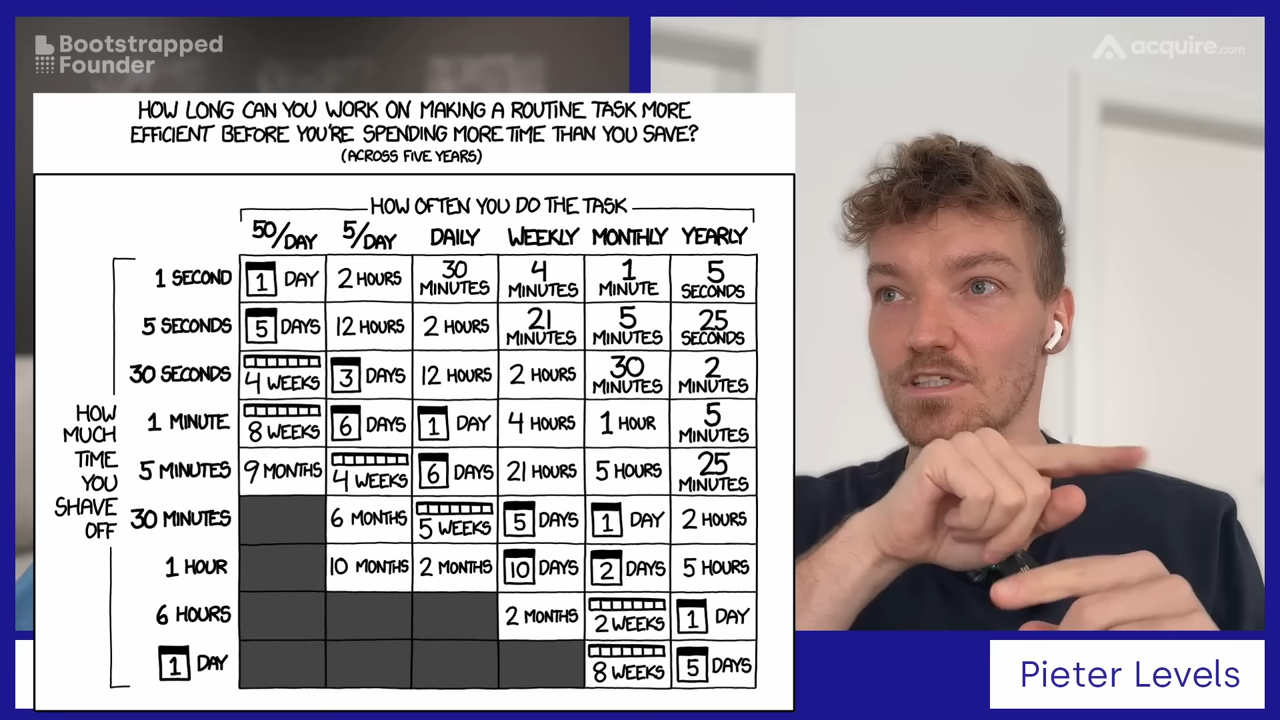 Bootstrapped
Founder
acquire.com
HOW LONG CAN YOU WORK ON MAKING A ROUTINE TASK MORE
EFFICIENT BEFORE YOU'RE SPENDING MORE TIME THAN YOU SAVE?
(ACROSS FIVE YEARS)
HOW OFTEN YOU DO THE TASK
50/DAY 5/DAY DAILY WEEKLY MONTHLY YEARLY
HOW
MUCH
TIME
YOU
SHAVE
OFF
1 SECOND 1 DAY 2 HOURS 30 MINUTES 4 MINUTES 1 MINUTE 5 SECONDS
5 SECONDS 5 DAYS 12 HOURS 2 HOURS 21 MINUTES 5 MINUTES 25 SECONDS
30 SECONDS 4 WEEKS 3 DAYS 12 HOURS 2 HOURS 30 MINUTES 2 MINUTES
1 MINUTE 8 WEEKS 6 DAYS 1 DAY 4 HOURS 1 HOUR 5 MINUTES
5 MINUTES 9 MONTHS 4 WEEKS 6 DAYS 21 HOURS 5 HOURS 25 MINUTES
30 MINUTES 6 MONTHS 5 WEEKS 5 DAYS 1 DAY 2 HOURS
1 HOUR 10 MONTHS 2 MONTHS 10 DAYS 2 DAYS 5 HOURS
6 HOURS 2 MONTHS 2 WEEKS 1 DAY
1 DAY 8 WEEKS 5 DAYS
Pieter Levels